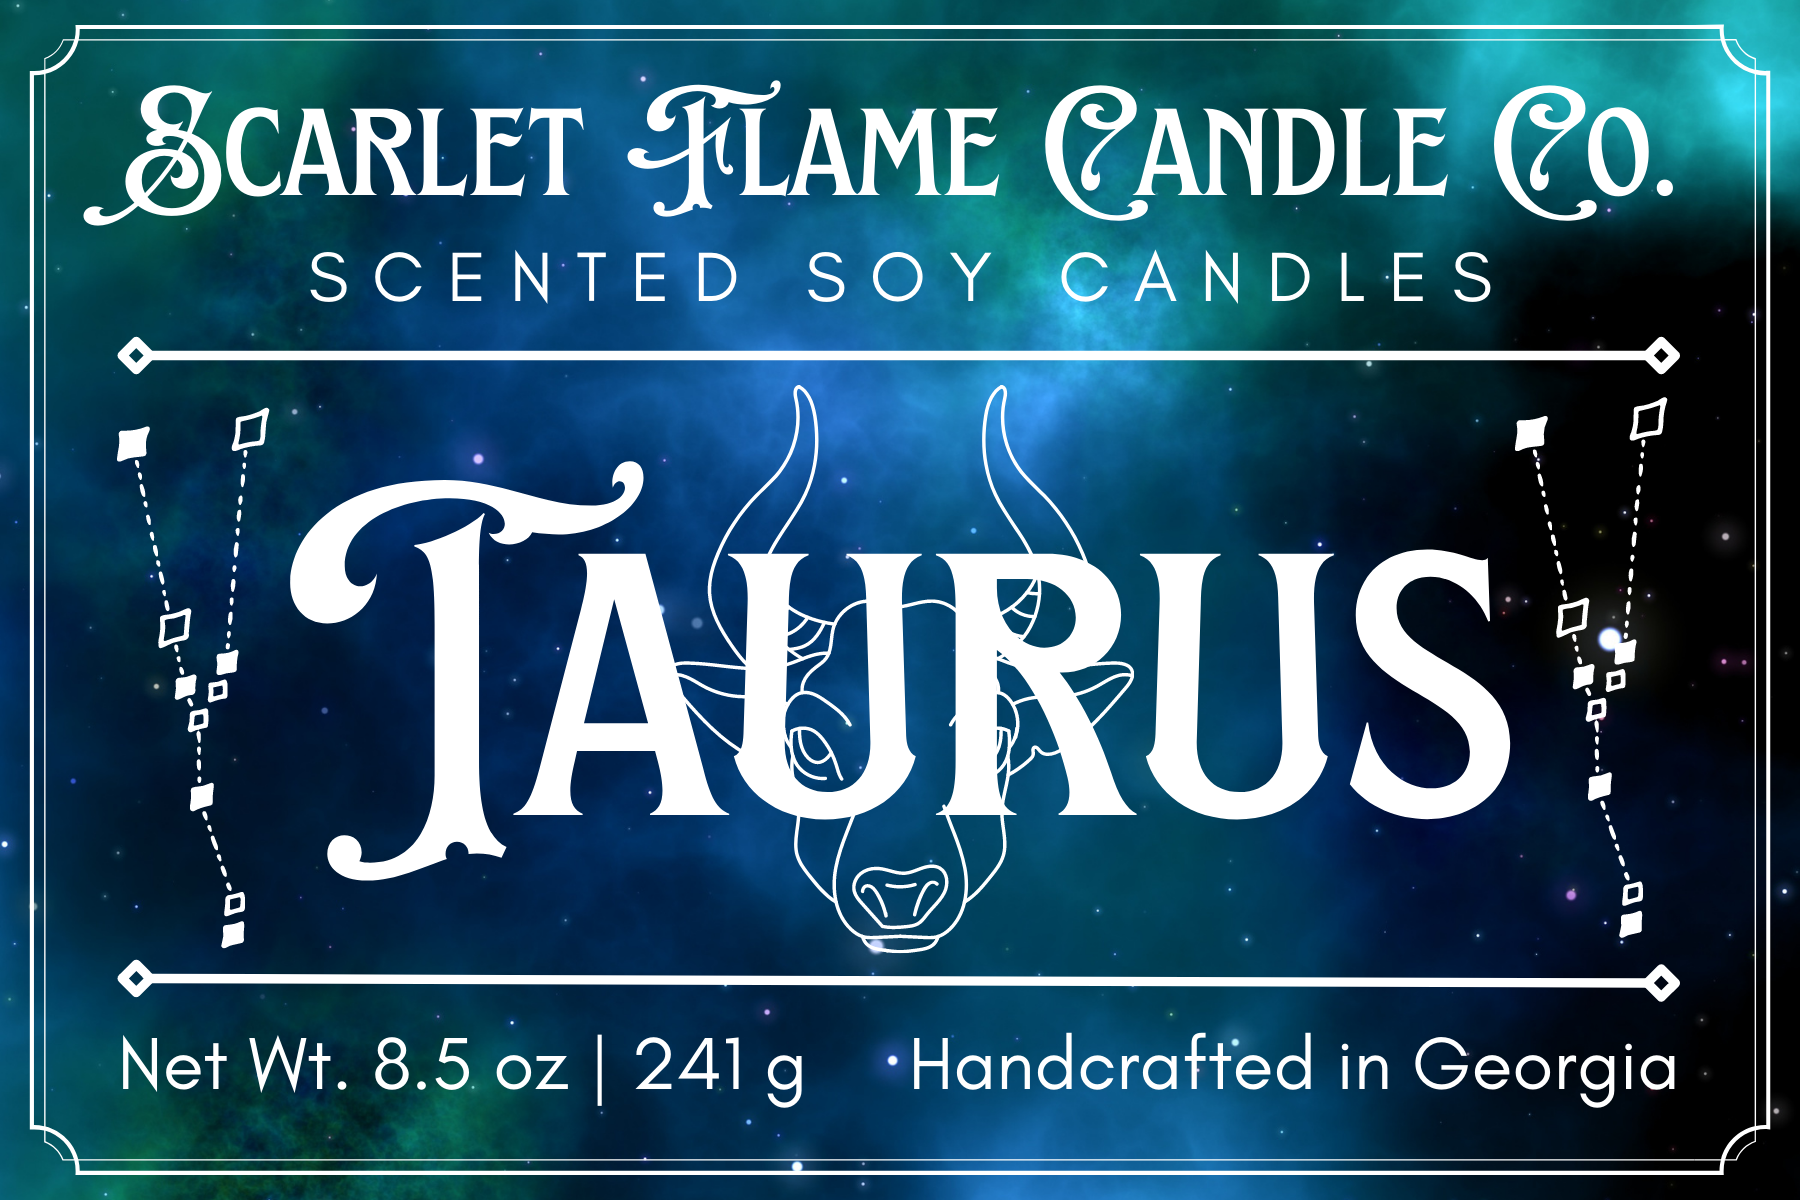 Scarlet Flame Candle Co.
SCENTED SOY CANDLES
Taurus
Net Wt. 8.5 oz | 241 g Handcrafted in Georgia